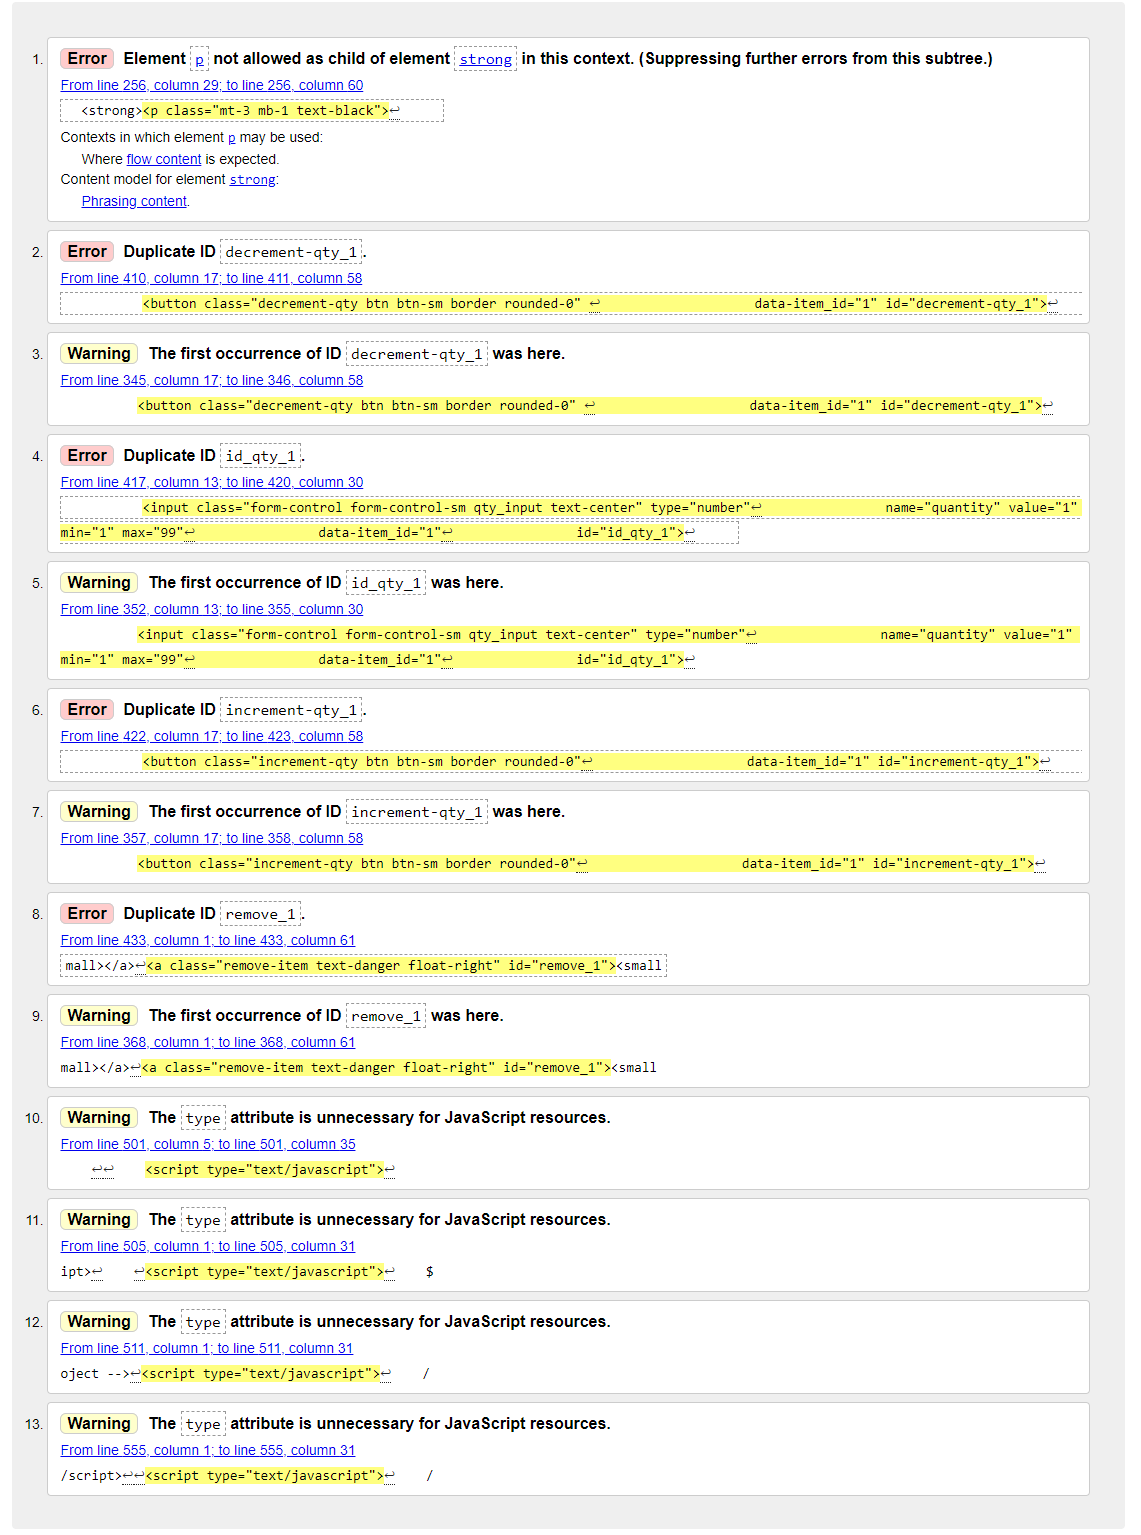 1. Error Element p not allowed as child of element strong in this context. (Suppressing further errors from this subtree.)
From line 256, column 29; to line 256, column 60
<strong><p class="mt-3 mb-1 text-black">↩
Contexts in which element p may be used:
Where flow content is expected.
Content model for element strong:
Phrasing content.
2. Error Duplicate ID decrement-qty_1.
From line 410, column 17; to line 411, column 58
<button class="decrement-qty btn btn-sm border rounded-0" ↩ data-item_id="1" id="decrement-qty_1">↩
3. Warning The first occurrence of ID decrement-qty_1 was here.
From line 345, column 17; to line 346, column 58
<button class="decrement-qty btn btn-sm border rounded-0" ↩ data-item_id="1" id="decrement-qty_1">↩
4. Error Duplicate ID id_qty_1.
From line 417, column 13; to line 420, column 30
<input class="form-control form-control-sm qty_input text-center" type="number"↩ name="quantity" value="1"
min="1" max="99"↩ data-item_id="1"↩ id="id_qty_1">↩
5. Warning The first occurrence of ID id_qty_1 was here.
From line 352, column 13; to line 355, column 30
<input class="form-control form-control-sm qty_input text-center" type="number"↩ name="quantity" value="1"
min="1" max="99"↩ data-item_id="1"↩ id="id_qty_1">↩
6. Error Duplicate ID increment-qty_1.
From line 422, column 17; to line 423, column 58
<button class="increment-qty btn btn-sm border rounded-0"↩ data-item_id="1" id="increment-qty_1">↩
7. Warning The first occurrence of ID increment-qty_1 was here.
From line 357, column 17; to line 358, column 58
<button class="increment-qty btn btn-sm border rounded-0"↩ data-item_id="1" id="increment-qty_1">↩
8. Error Duplicate ID remove_1.
From line 433, column 1; to line 433, column 61
mall></a>↩<a class="remove-item text-danger float-right" id="remove_1"><small
9. Warning The first occurrence of ID remove_1 was here.
From line 368, column 1; to line 368, column 61
mall></a>↩<a class="remove-item text-danger float-right" id="remove_1"><small
10. Warning The type attribute is unnecessary for JavaScript resources.
From line 501, column 5; to line 501, column 35
↩↩ <script type="text/javascript">↩
11. Warning The type attribute is unnecessary for JavaScript resources.
From line 505, column 1; to line 505, column 31
ipt>↩ ↩<script type="text/javascript">↩ $
12. Warning The type attribute is unnecessary for JavaScript resources.
From line 511, column 1; to line 511, column 31
oject -->↩<script type="text/javascript">↩ /
13. Warning The type attribute is unnecessary for JavaScript resources.
From line 555, column 1; to line 555, column 31
/script>↩↩<script type="text/javascript">↩ /